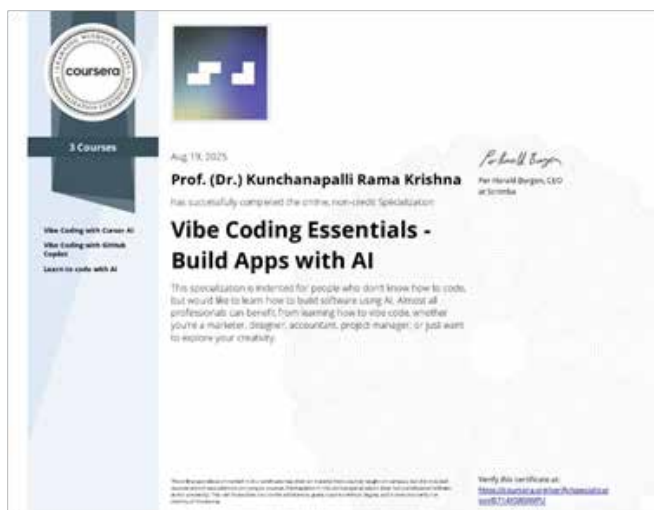 coursera
3 Courses
Vibe Coding with Cursor AI
Vibe Coding with GitHub
Copilot
Learn to code with AI
Aug 19, 2025
Prof. (Dr.) Kunchanapalli Rama Krishna
has successfully completed the online, non-credit Specialization
Vibe Coding Essentials -
Build Apps with AI
This specialization is indented for people who don't know how to code,
but would like to learn how to build software using AI. Almost all
professionals can benefit from learning how to vibe code, whether
you're a marketer, designer, accountant, project manager, or just want
to explore your creativity.
Per Harald Borgen, CEO
at Scrimba
Verify this certificate at: